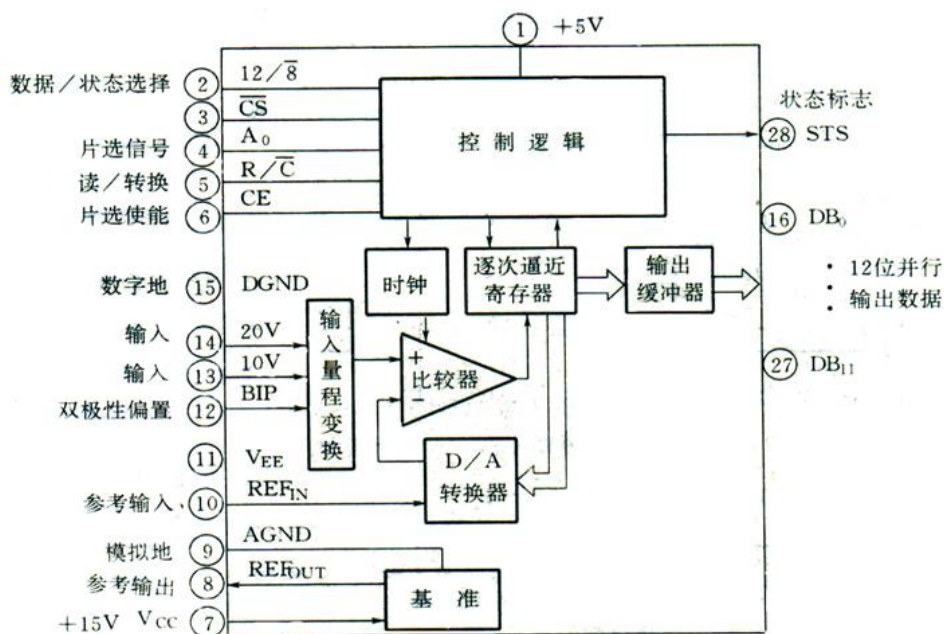 ① +5V
数据/状态选择 ② 12/8̅
③ C̅S̅
片选信号 ④ A₀
读/转换 ⑤ R/C̅
片选使能 ⑥ CE
控制逻辑
状态标志
㉘ STS
⑯ DB₀
数字地 ⑮ DGND
时钟
逐次逼近
寄存器
输出
缓冲器
· 12位并行
· 输出数据
·
输入 ⑭ 20V
输入 ⑬ 10V
双极性偏置 ⑫ BIP
输入量程变换
+
比较器
−
㉗ DB₁₁
⑪ V_EE
参考输入 ⑩ REF_IN
D/A
转换器
模拟地 ⑨ AGND
参考输出 ⑧ REF_OUT
+15V V_CC ⑦
基准